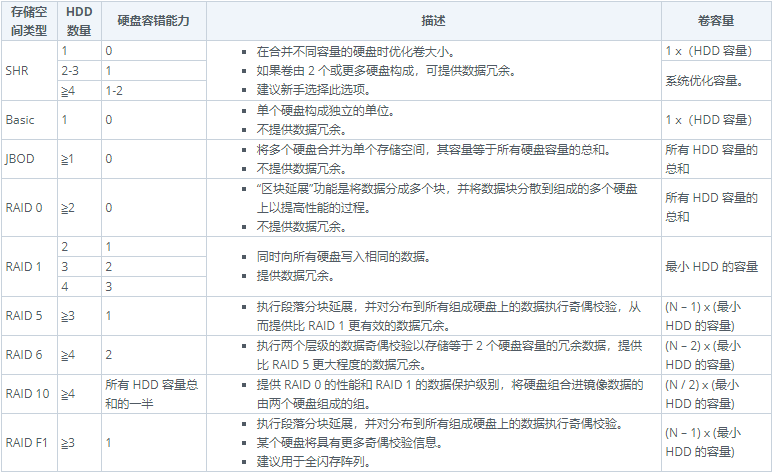 存储空间类型 HDD 数量 硬盘容错能力 描述 卷容量
SHR
1 0
2-3 1
≧4 1-2
▪ 在合并不同容量的硬盘时优化卷大小。
▪ 如果卷由 2 个或更多硬盘构成，可提供数据冗余。
▪ 建议新手选择此选项。
1 x（HDD 容量）
系统优化容量。
Basic 1 0
▪ 单个硬盘构成独立的单位。
▪ 不提供数据冗余。
1 x（HDD 容量）
JBOD ≧1 0
▪ 将多个硬盘合并为单个存储空间，其容量等于所有硬盘容量的总和。
▪ 不提供数据冗余。
所有 HDD 容量的
总和
RAID 0 ≧2 0
▪ “区块延展”功能是将数据分成多个块，并将数据块分散到组成的多个硬盘
上以提高性能的过程。
▪ 不提供数据冗余。
所有 HDD 容量的
总和
RAID 1
2 1
3 2
4 3
▪ 同时向所有硬盘写入相同的数据。
▪ 提供数据冗余。
最小 HDD 的容量
RAID 5 ≧3 1
▪ 执行段落分块延展，并对分布到所有组成硬盘上的数据执行奇偶校验，从
而提供比 RAID 1 更有效的数据冗余。
(N – 1) x (最小
HDD 的容量)
RAID 6 ≧4 2
▪ 执行两个层级的数据奇偶校验以存储等于 2 个硬盘容量的冗余数据，提供
比 RAID 5 更大程度的数据冗余。
(N – 2) x (最小
HDD 的容量)
RAID 10 ≧4
所有 HDD 容量总
和的一半
▪ 提供 RAID 0 的性能和 RAID 1 的数据保护级别，将硬盘组合进镜像数据的
由两个硬盘组成的组。
(N / 2) x (最小
HDD 的容量)
RAID F1 ≧3 1
▪ 执行段落分块延展，并对分布到所有组成硬盘上的数据执行奇偶校验。
▪ 某个硬盘将具有更多奇偶校验信息。
▪ 建议用于全闪存阵列。
(N – 1) x (最小
HDD 的容量)